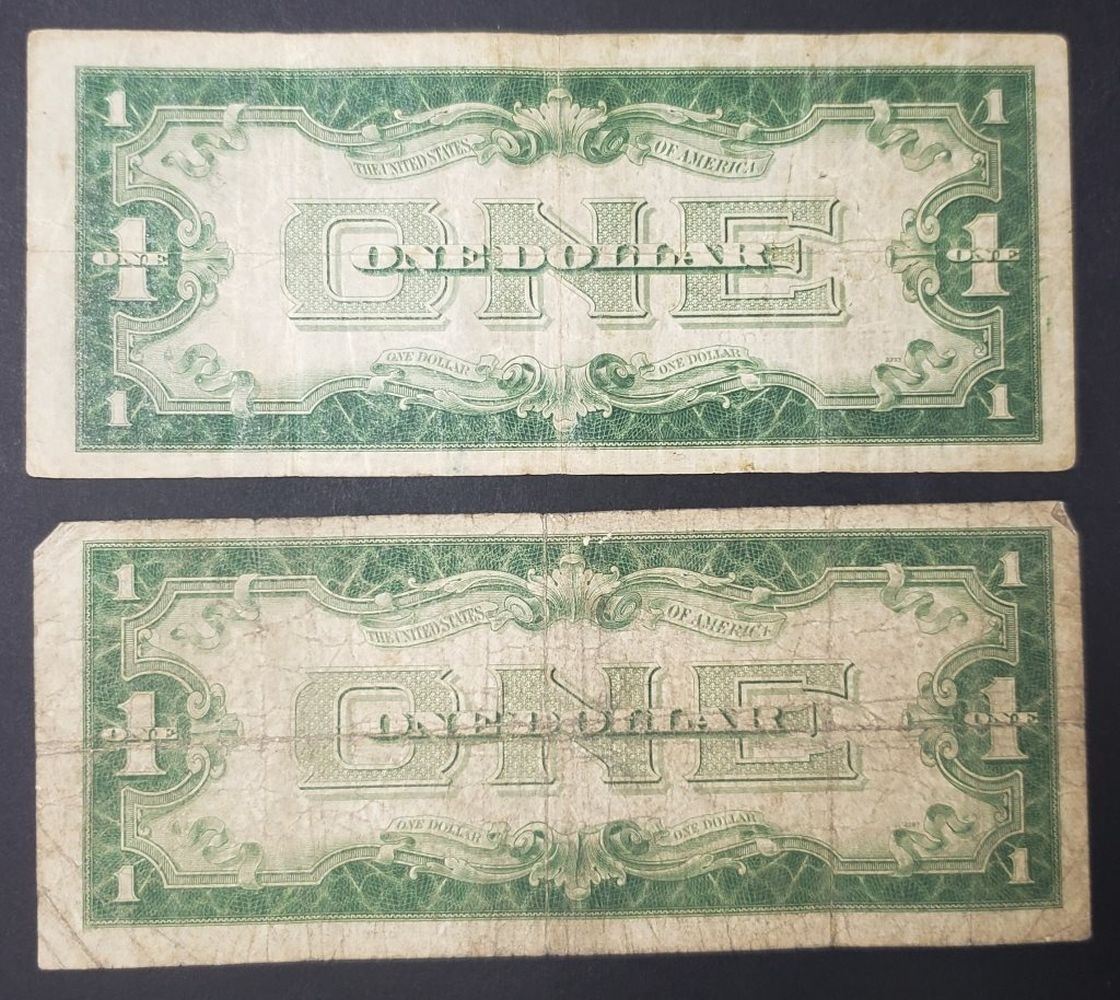 1 1
THE UNITED STATES OF AMERICA
ONE
1 ONE ONE DOLLAR 1 ONE
ONE DOLLAR ONE DOLLAR
1 1
1 1
THE UNITED STATES OF AMERICA
ONE
1 ONE ONE DOLLAR 1 ONE
ONE DOLLAR ONE DOLLAR
1 1